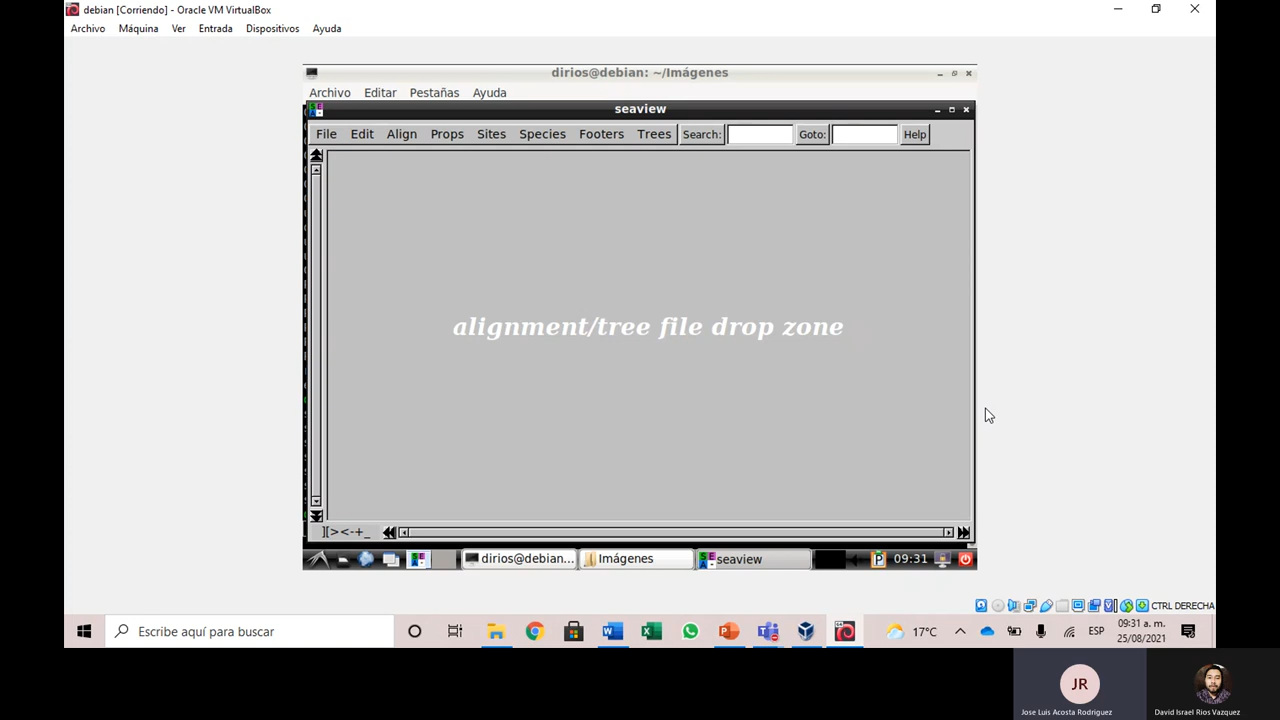 debian [Corriendo] - Oracle VM VirtualBox
Archivo Máquina Ver Entrada Dispositivos Ayuda
dirios@debian: ~/Imágenes
Archivo Editar Pestañas Ayuda
seaview
File Edit Align Props Sites Species Footers Trees Search: Goto: Help
alignment/tree file drop zone
][><-+_
dirios@debian... Imágenes seaview 09:31
CTRL DERECHA
Escribe aquí para buscar
17°C ESP 09:31 a. m.
25/08/2021
JR
Jose Luis Acosta Rodriguez David Israel Rios Vazquez